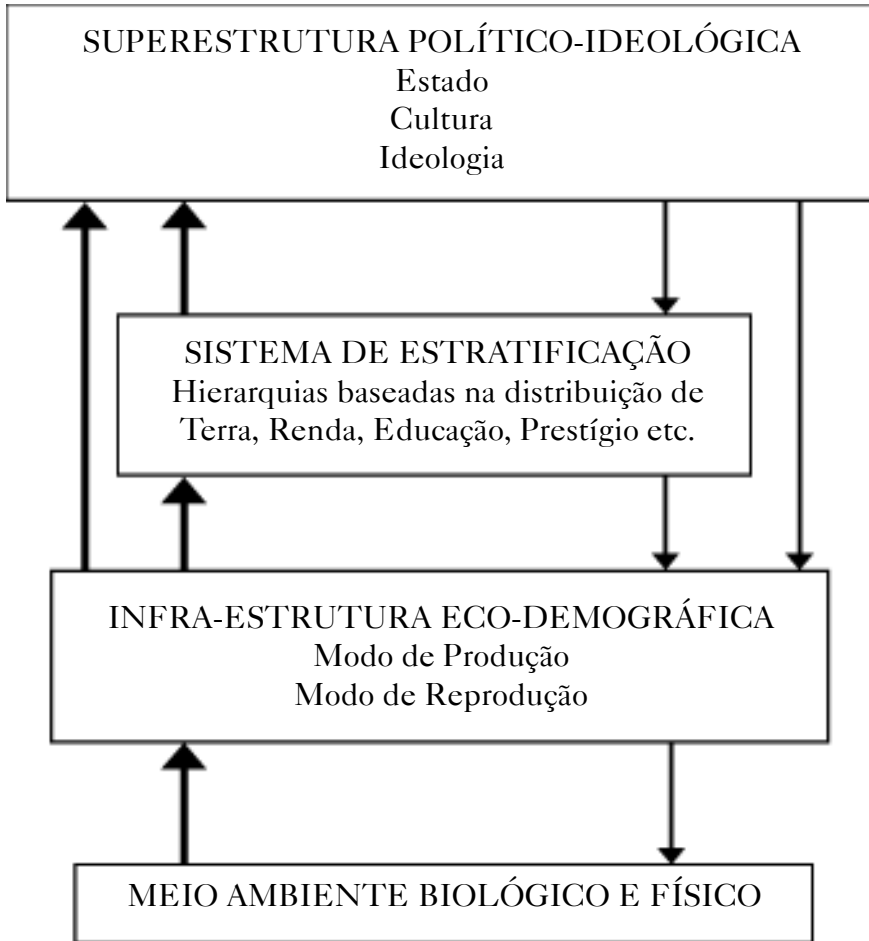 SUPERESTRUTURA POLÍTICO-IDEOLÓGICA
Estado
Cultura
Ideologia
SISTEMA DE ESTRATIFICAÇÃO
Hierarquias baseadas na distribuição de
Terra, Renda, Educação, Prestígio etc.
INFRA-ESTRUTURA ECO-DEMOGRÁFICA
Modo de Produção
Modo de Reprodução
MEIO AMBIENTE BIOLÓGICO E FÍSICO